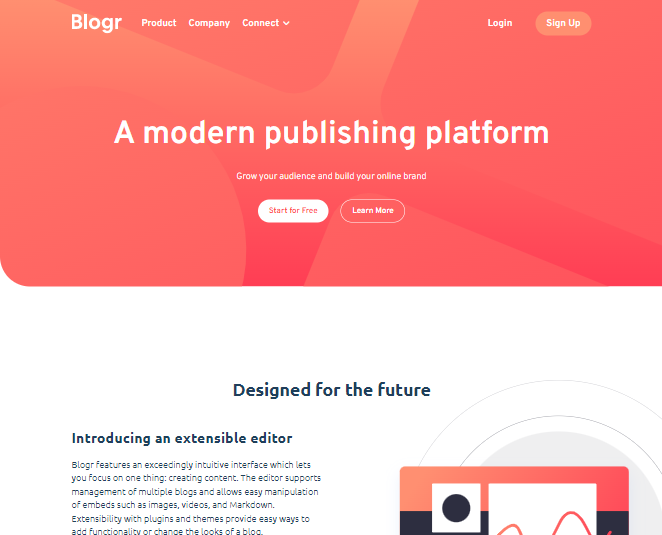 Blogr Product Company Connect Login Sign Up
A modern publishing platform
Grow your audience and build your online brand
Start for Free Learn More
Designed for the future
Introducing an extensible editor
Blogr features an exceedingly intuitive interface which lets
you focus on one thing: creating content. The editor supports
management of multiple blogs and allows easy manipulation
of embeds such as images, videos, and Markdown.
Extensibility with plugins and themes provide easy ways to
add functionality or change the looks of a blog.